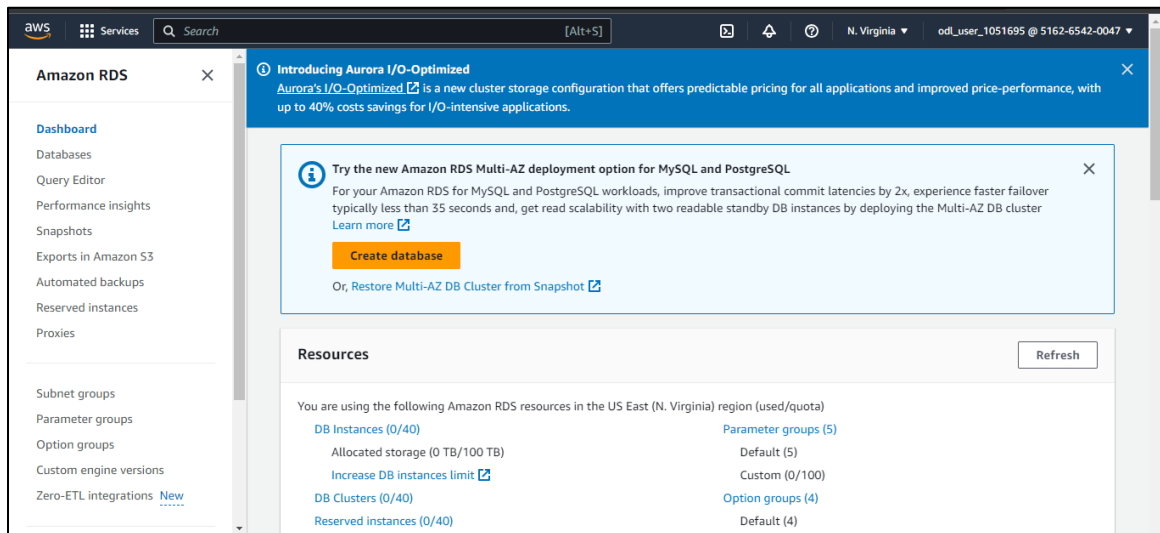 aws
Services
Search
[Alt+S]
N. Virginia ▼
odl_user_1051695 @ 5162-6542-0047 ▼
Amazon RDS
Dashboard
Databases
Query Editor
Performance insights
Snapshots
Exports in Amazon S3
Automated backups
Reserved instances
Proxies
Subnet groups
Parameter groups
Option groups
Custom engine versions
Zero-ETL integrations New
Introducing Aurora I/O-Optimized
Aurora's I/O-Optimized is a new cluster storage configuration that offers predictable pricing for all applications and improved price-performance, with
up to 40% costs savings for I/O-intensive applications.
Try the new Amazon RDS Multi-AZ deployment option for MySQL and PostgreSQL
For your Amazon RDS for MySQL and PostgreSQL workloads, improve transactional commit latencies by 2x, experience faster failover
typically less than 35 seconds and, get read scalability with two readable standby DB instances by deploying the Multi-AZ DB cluster
Learn more
Create database
Or, Restore Multi-AZ DB Cluster from Snapshot
Resources
Refresh
You are using the following Amazon RDS resources in the US East (N. Virginia) region (used/quota)
DB Instances (0/40)
Allocated storage (0 TB/100 TB)
Increase DB instances limit
DB Clusters (0/40)
Reserved instances (0/40)
Parameter groups (5)
Default (5)
Custom (0/100)
Option groups (4)
Default (4)